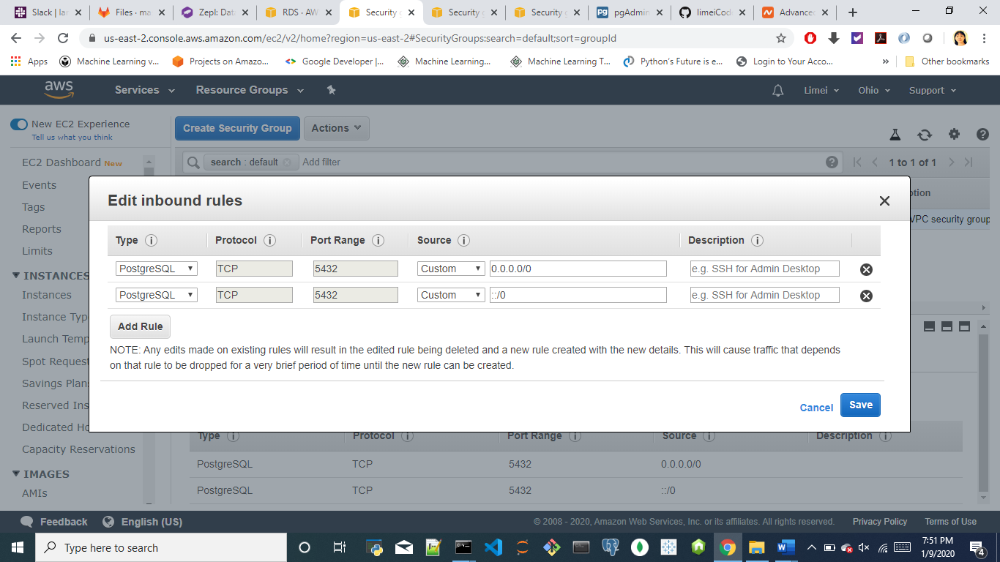 Slack | lar
Files · ma
Zepl: Data
RDS · AW
Security g
Security g
Security g
pgAdmin
limeiCode
Advanced
us-east-2.console.aws.amazon.com/ec2/v2/home?region=us-east-2#SecurityGroups:search=default;sort=groupId
Apps Machine Learning v... Projects on Amazo... Google Developer |... Machine Learning... Machine Learning T... Python's Future is e... Login to Your Acco... » Other bookmarks
aws Services Resource Groups Limei Ohio Support
New EC2 Experience
Tell us what you think
Create Security Group Actions
EC2 Dashboard New
search : default Add filter 1 to 1 of 1
Events
Tags
Reports
Limits
INSTANCES
Instances
Instance Typ
Launch Temp
Spot Request
Savings Plans
Reserved Ins
Dedicated Ho
Capacity Reservations
IMAGES
AMIs
ption
VPC security group
Edit inbound rules
Type Protocol Port Range Source Description
PostgreSQL TCP 5432 Custom 0.0.0.0/0 e.g. SSH for Admin Desktop
PostgreSQL TCP 5432 Custom ::/0 e.g. SSH for Admin Desktop
Add Rule
NOTE: Any edits made on existing rules will result in the edited rule being deleted and a new rule created with the new details. This will cause traffic that depends
on that rule to be dropped for a very brief period of time until the new rule can be created.
Cancel Save
Type Protocol Port Range Source Description
PostgreSQL TCP 5432 0.0.0.0/0
PostgreSQL TCP 5432 ::/0
Feedback English (US) © 2008 - 2020, Amazon Web Services, Inc. or its affiliates. All rights reserved. Privacy Policy Terms of Use
Type here to search
7:51 PM
1/9/2020
4